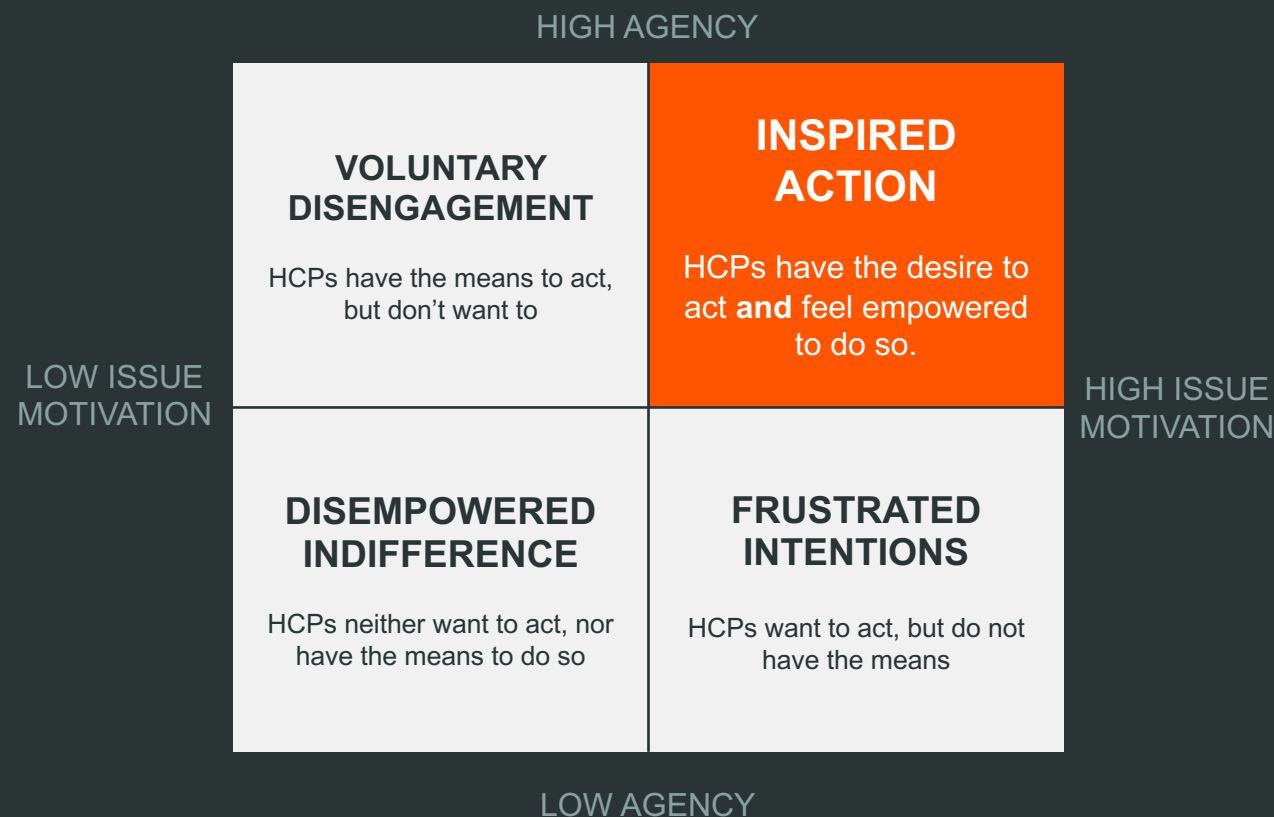 HIGH AGENCY
VOLUNTARY
DISENGAGEMENT
HCPs have the means to act,
but don’t want to
INSPIRED
ACTION
HCPs have the desire to
act and feel empowered
to do so.
LOW ISSUE
MOTIVATION
HIGH ISSUE
MOTIVATION
DISEMPOWERED
INDIFFERENCE
HCPs neither want to act, nor
have the means to do so
FRUSTRATED
INTENTIONS
HCPs want to act, but do not
have the means
LOW AGENCY